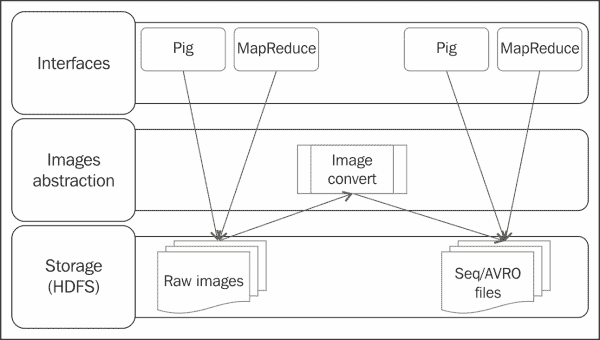 Interfaces
Pig
MapReduce
Pig
MapReduce
Images
abstraction
Image
convert
Storage
(HDFS)
Raw images
Seq/AVRO
files